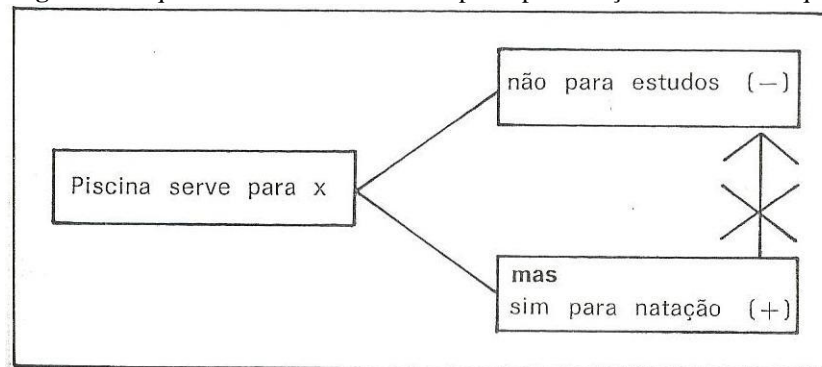 não para estudos (—)
Piscina serve para x
mas
sim para natação (+)